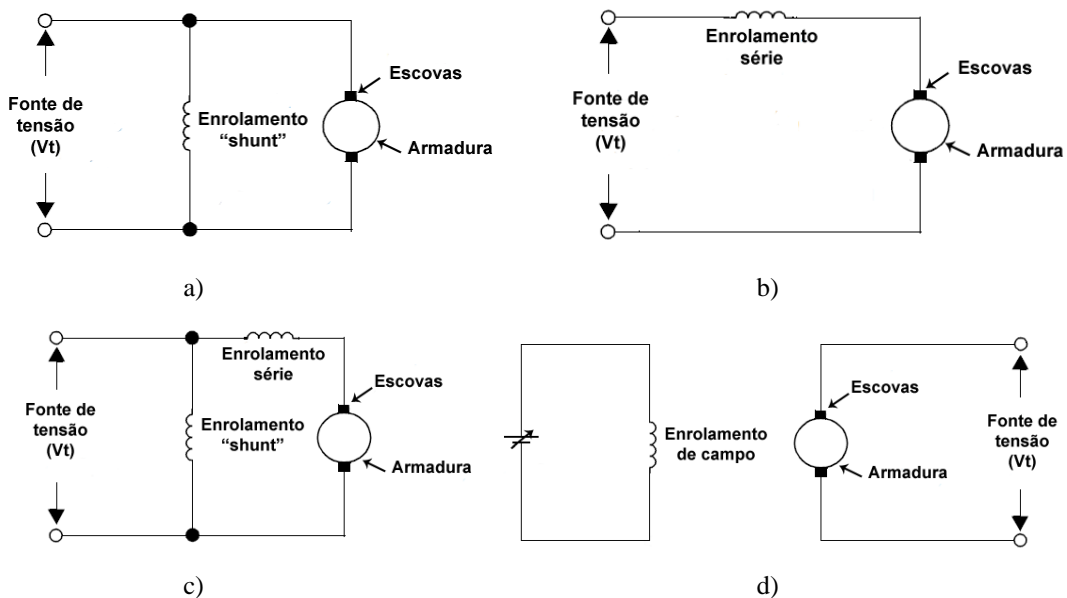 Fonte de
tensão
(Vt)
Enrolamento
“shunt”
Escovas
Armadura
a)
Fonte de
tensão
(Vt)
Enrolamento
série
Escovas
Armadura
b)
Fonte de
tensão
(Vt)
Enrolamento
série
Enrolamento
“shunt”
Escovas
Armadura
c)
Enrolamento
de campo
Escovas
Armadura
Fonte de
tensão
(Vt)
d)